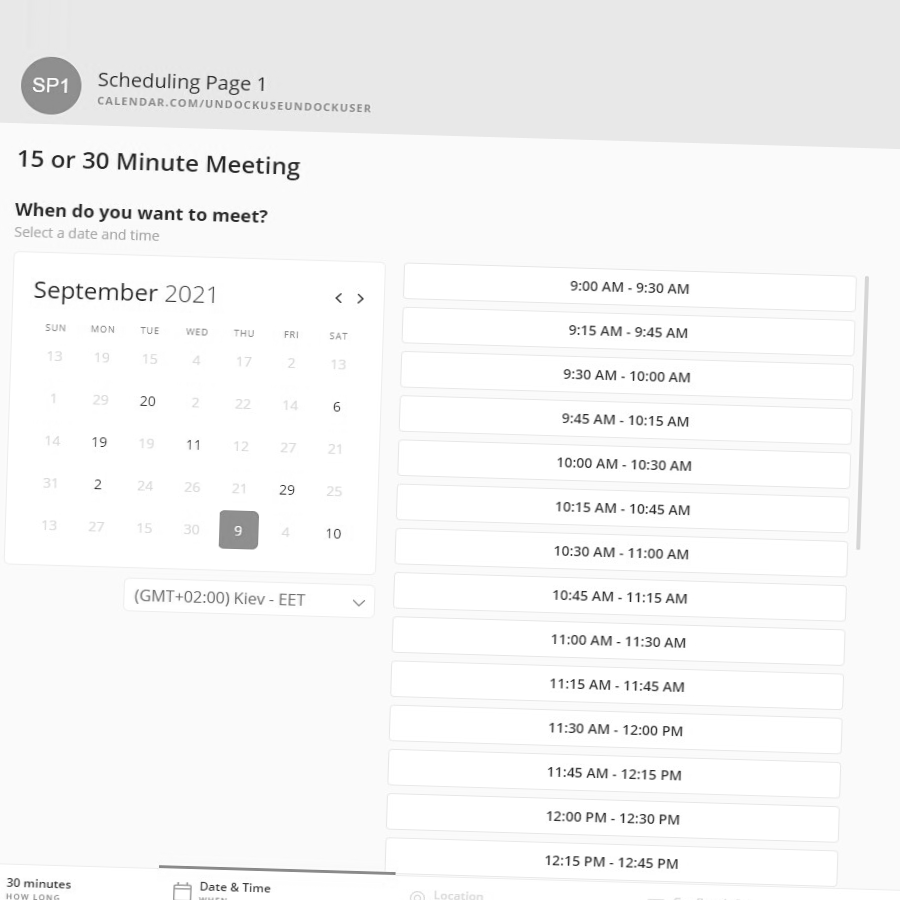 SP1
Scheduling Page 1
CALENDAR.COM/UNDOCKUSEUNDOCKUSER
15 or 30 Minute Meeting
When do you want to meet?
Select a date and time
September 2021
SUN MON TUE WED THU FRI SAT
13 19 15 4 17 2 13
1 29 20 2 22 14 6
14 19 19 11 12 27 21
31 2 24 26 21 29 25
13 27 15 30 9 4 10
(GMT+02:00) Kiev - EET
9:00 AM - 9:30 AM
9:15 AM - 9:45 AM
9:30 AM - 10:00 AM
9:45 AM - 10:15 AM
10:00 AM - 10:30 AM
10:15 AM - 10:45 AM
10:30 AM - 11:00 AM
10:45 AM - 11:15 AM
11:00 AM - 11:30 AM
11:15 AM - 11:45 AM
11:30 AM - 12:00 PM
11:45 AM - 12:15 PM
12:00 PM - 12:30 PM
12:15 PM - 12:45 PM
30 minutes
HOW LONG
Date & Time
WHEN
Location